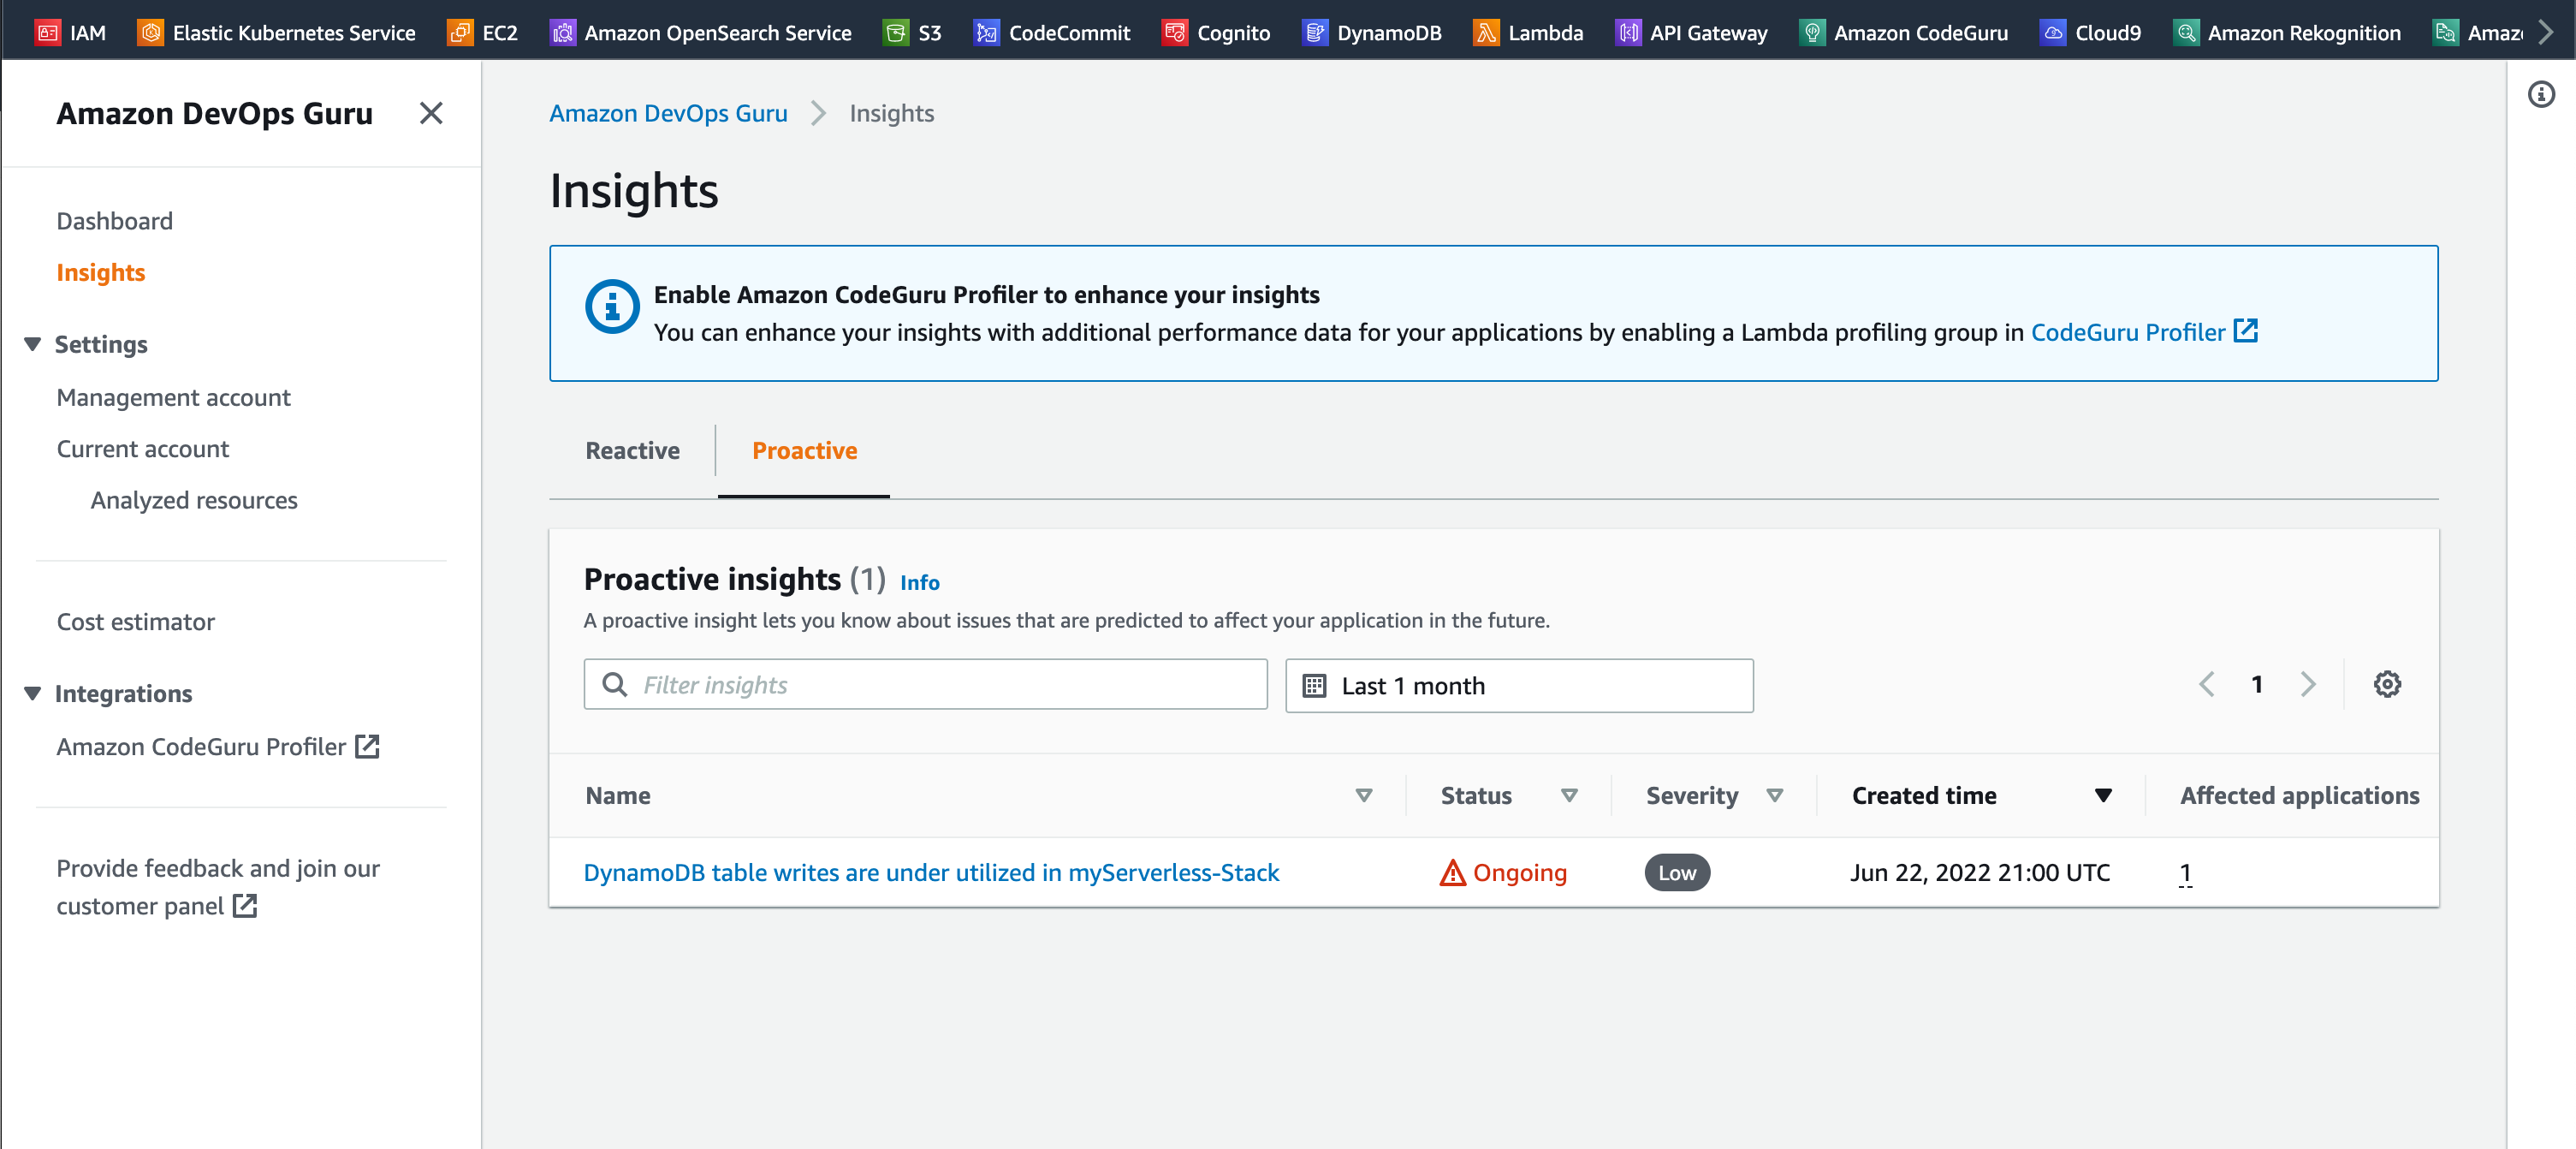 IAM Elastic Kubernetes Service EC2 Amazon OpenSearch Service S3 CodeCommit Cognito DynamoDB Lambda API Gateway Amazon CodeGuru Cloud9 Amazon Rekognition
Amazon DevOps Guru
Dashboard
Insights
Settings
Management account
Current account
Analyzed resources
Cost estimator
Integrations
Amazon CodeGuru Profiler
Provide feedback and join our
customer panel
Amazon DevOps Guru Insights
Insights
Enable Amazon CodeGuru Profiler to enhance your insights
You can enhance your insights with additional performance data for your applications by enabling a Lambda profiling group in CodeGuru Profiler
Reactive Proactive
Proactive insights (1) Info
A proactive insight lets you know about issues that are predicted to affect your application in the future.
Filter insights Last 1 month 1
Name Status Severity Created time Affected applications
DynamoDB table writes are under utilized in myServerless-Stack Ongoing Low Jun 22, 2022 21:00 UTC 1